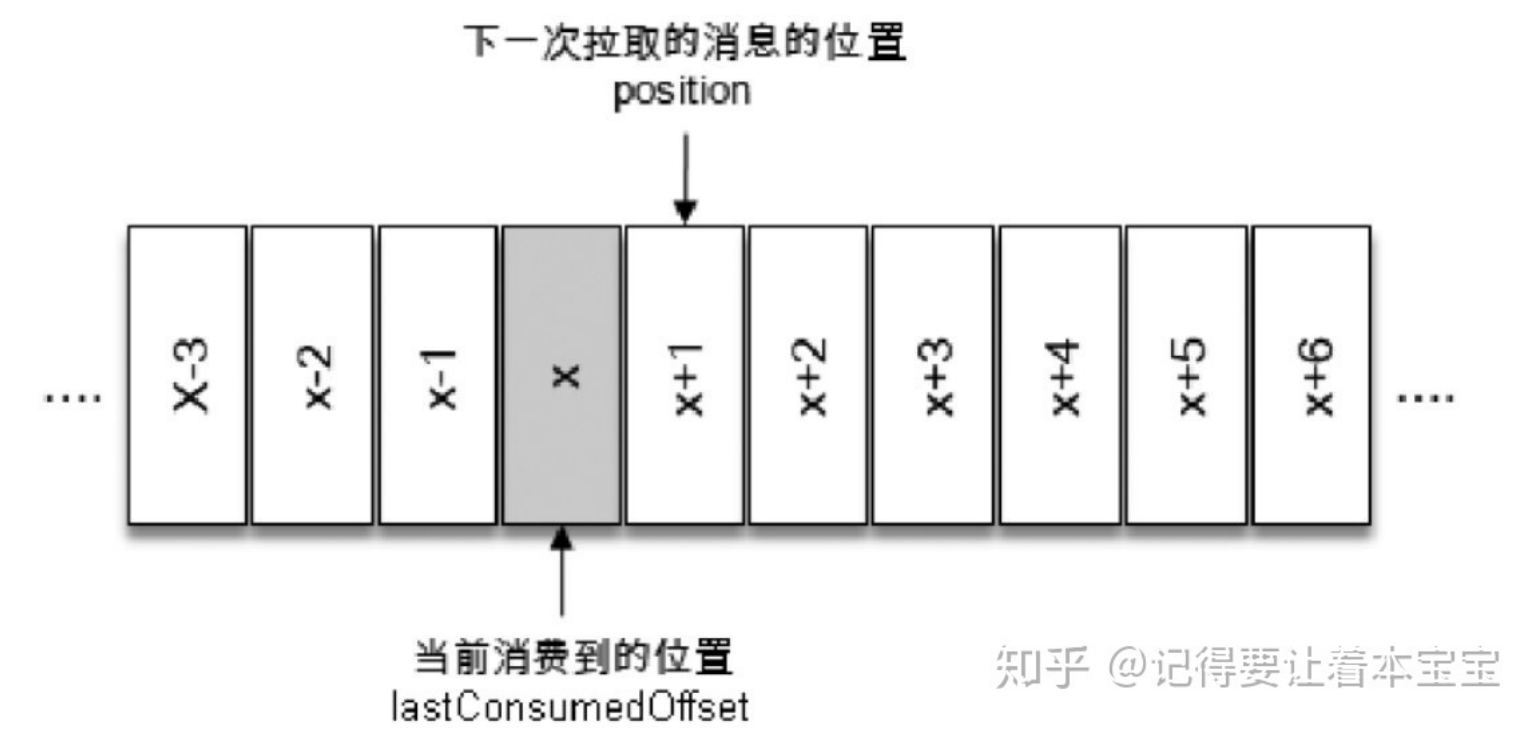 下一次拉取的消息的位置
position
.... X-3 x-2 x-1 x x+1 x+2 x+3 x+4 x+5 x+6 ....
当前消费到的位置
lastConsumedOffset
知乎 @记得要让着本宝宝